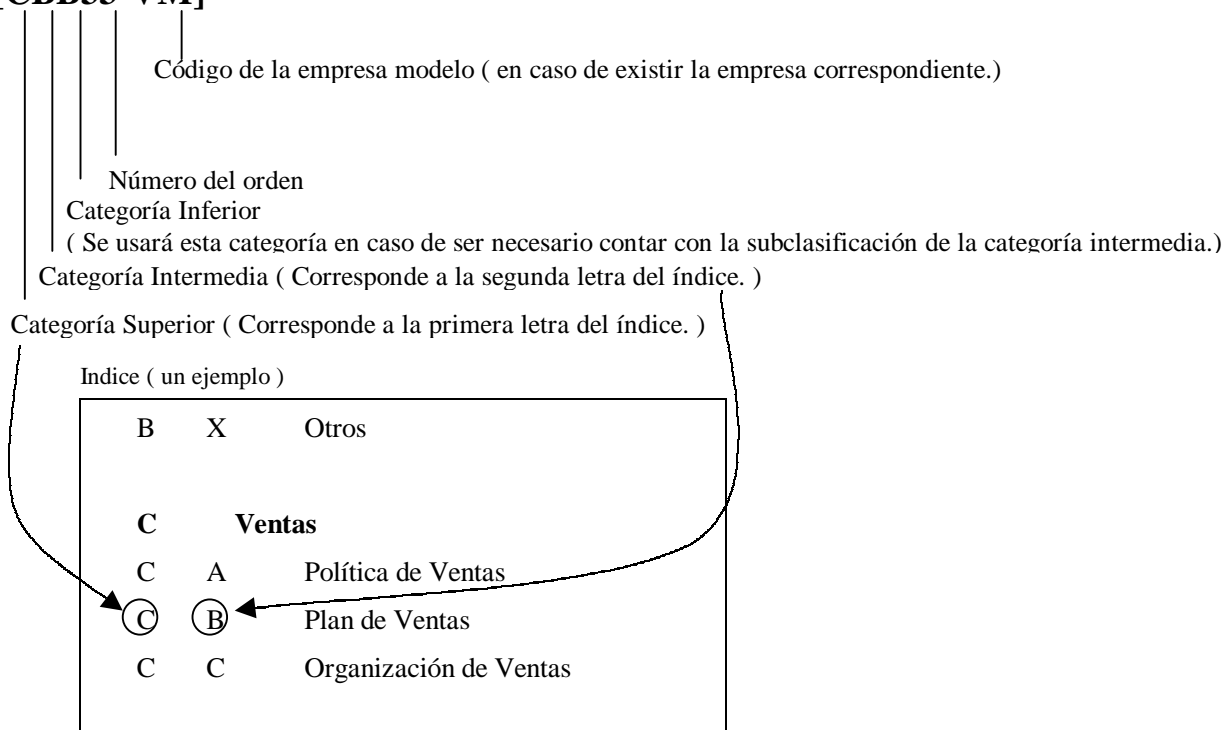 Código de la empresa modelo ( en caso de existir la empresa correspondiente.)
Número del orden
Categoría Inferior
( Se usará esta categoría en caso de ser necesario contar con la subclasificación de la categoría intermedia.)
Categoría Intermedia ( Corresponde a la segunda letra del índice. )
Categoría Superior ( Corresponde a la primera letra del índice. )
Indice ( un ejemplo )
B X Otros
C Ventas
C A Política de Ventas
C B Plan de Ventas
C C Organización de Ventas